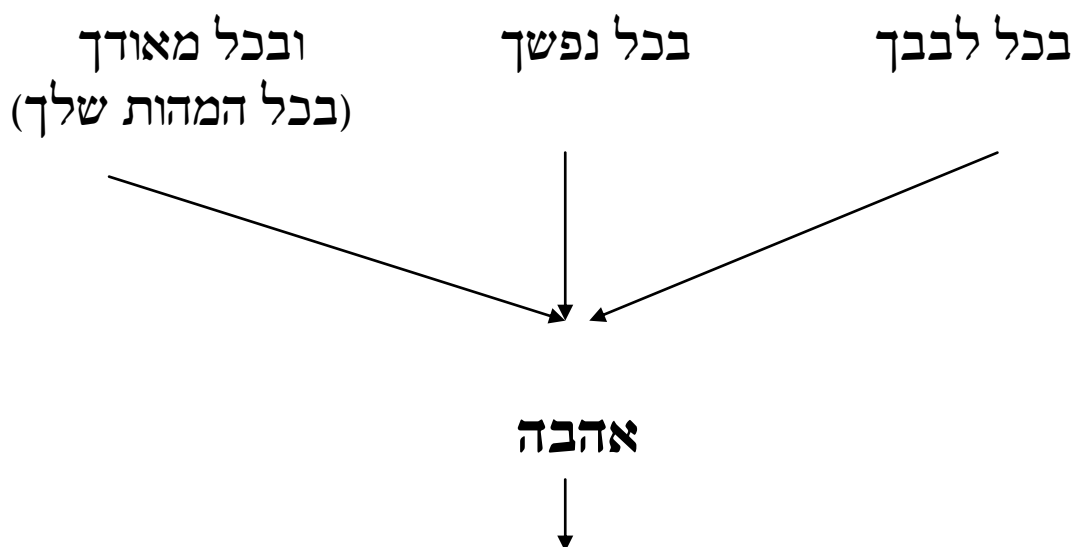 בכל לבבך
בכל נפשך
ובכל מאודך
(בכל המהות שלך)
אהבה